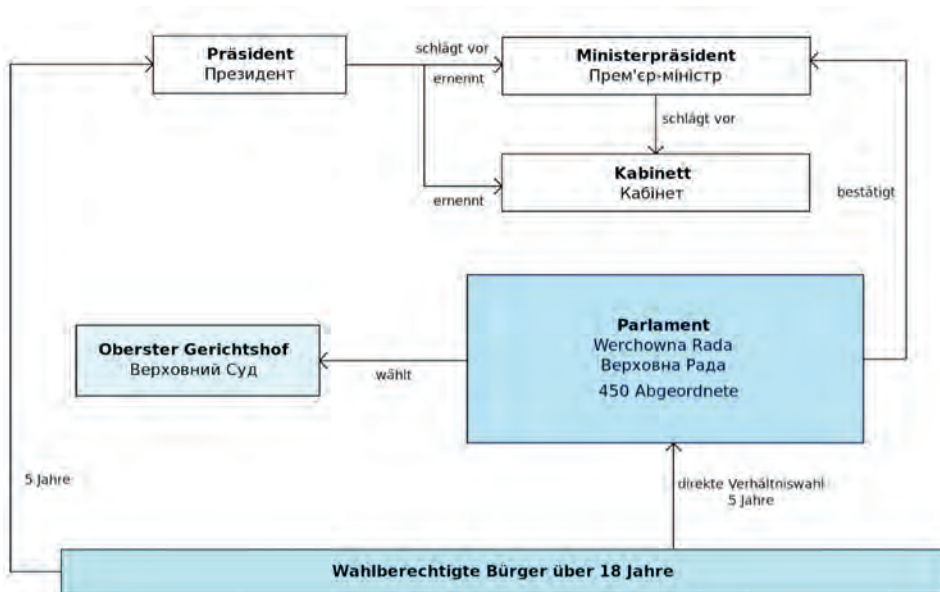 Präsident
Президент
schlägt vor
ernennt
Ministerpräsident
Прем'єр-міністр
schlägt vor
Kabinett
Кабінет
ernennt
bestätigt
Parlament
Werchowna Rada
Верховна Рада
450 Abgeordnete
Oberster Gerichtshof
Верховний Суд
wählt
5 Jahre
direkte Verhältniswahl
5 Jahre
Wahlberechtigte Bürger über 18 Jahre